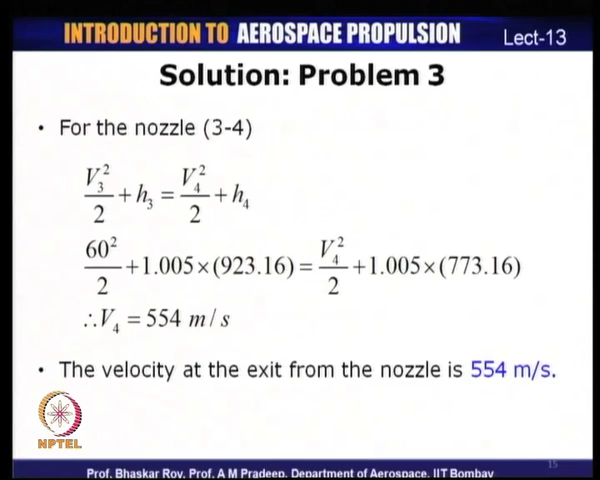 INTRODUCTION TO AEROSPACE PROPULSION Lect-13
Solution: Problem 3
• For the nozzle (3-4)
V₃²/2 + h₃ = V₄²/2 + h₄
60²/2 + 1.005×(923.16) = V₄²/2 + 1.005×(773.16)
∴V₄ = 554 m/s
• The velocity at the exit from the nozzle is 554 m/s.
NPTEL
15
Prof. Bhaskar Roy, Prof. A M Pradeep, Department of Aerospace, IIT Bombay